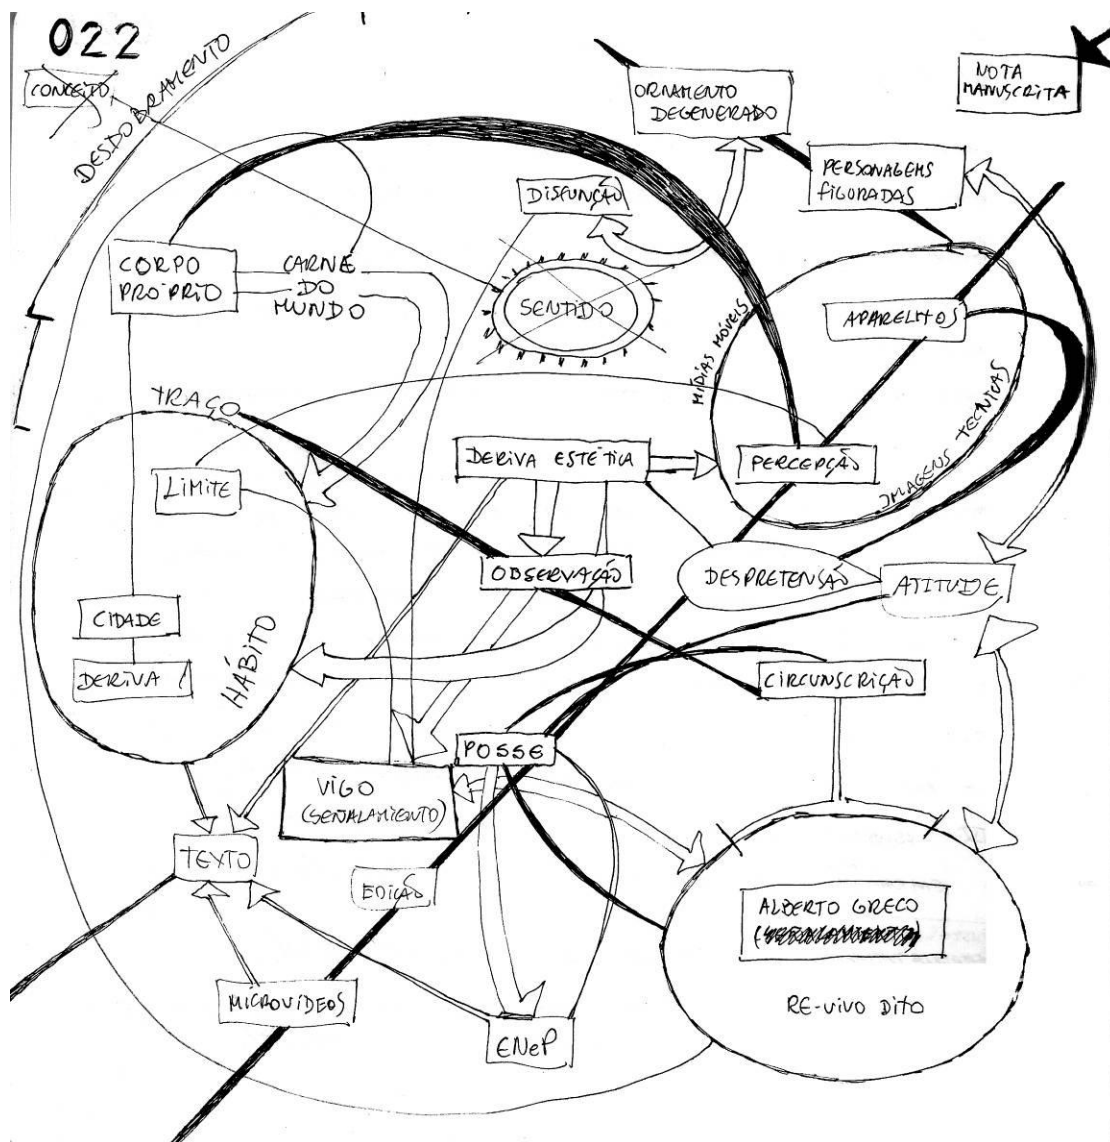 022
CONCEITO
DESDOBRAMENTO
ORNAMENTO
DEGENERADO
NOTA
MANUSCRITA
PERSONAGENS
FIGURADAS
DISFUNÇÃO
CORPO
PRÓPRIO
CARNE
DO
MUNDO
SENTIDO
APARELHOS
MÍDIAS MÓVEIS
IMAGENS TECNICAS
TRAÇO
DERIVA ESTÉTICA
PERCEPÇÃO
LIMITE
OBSERVAÇÃO
DESPRETENSÃO
ATITUDE
CIDADE
HÁBITO
DERIVA
CIRCUNSCRIÇÃO
POSSE
VIGO
(SEÑALAMIENTO)
TEXTO
EDIÇÃO
ALBERTO GRECO
MICROVÍDEOS
RE-VIVO DITO
ENeP